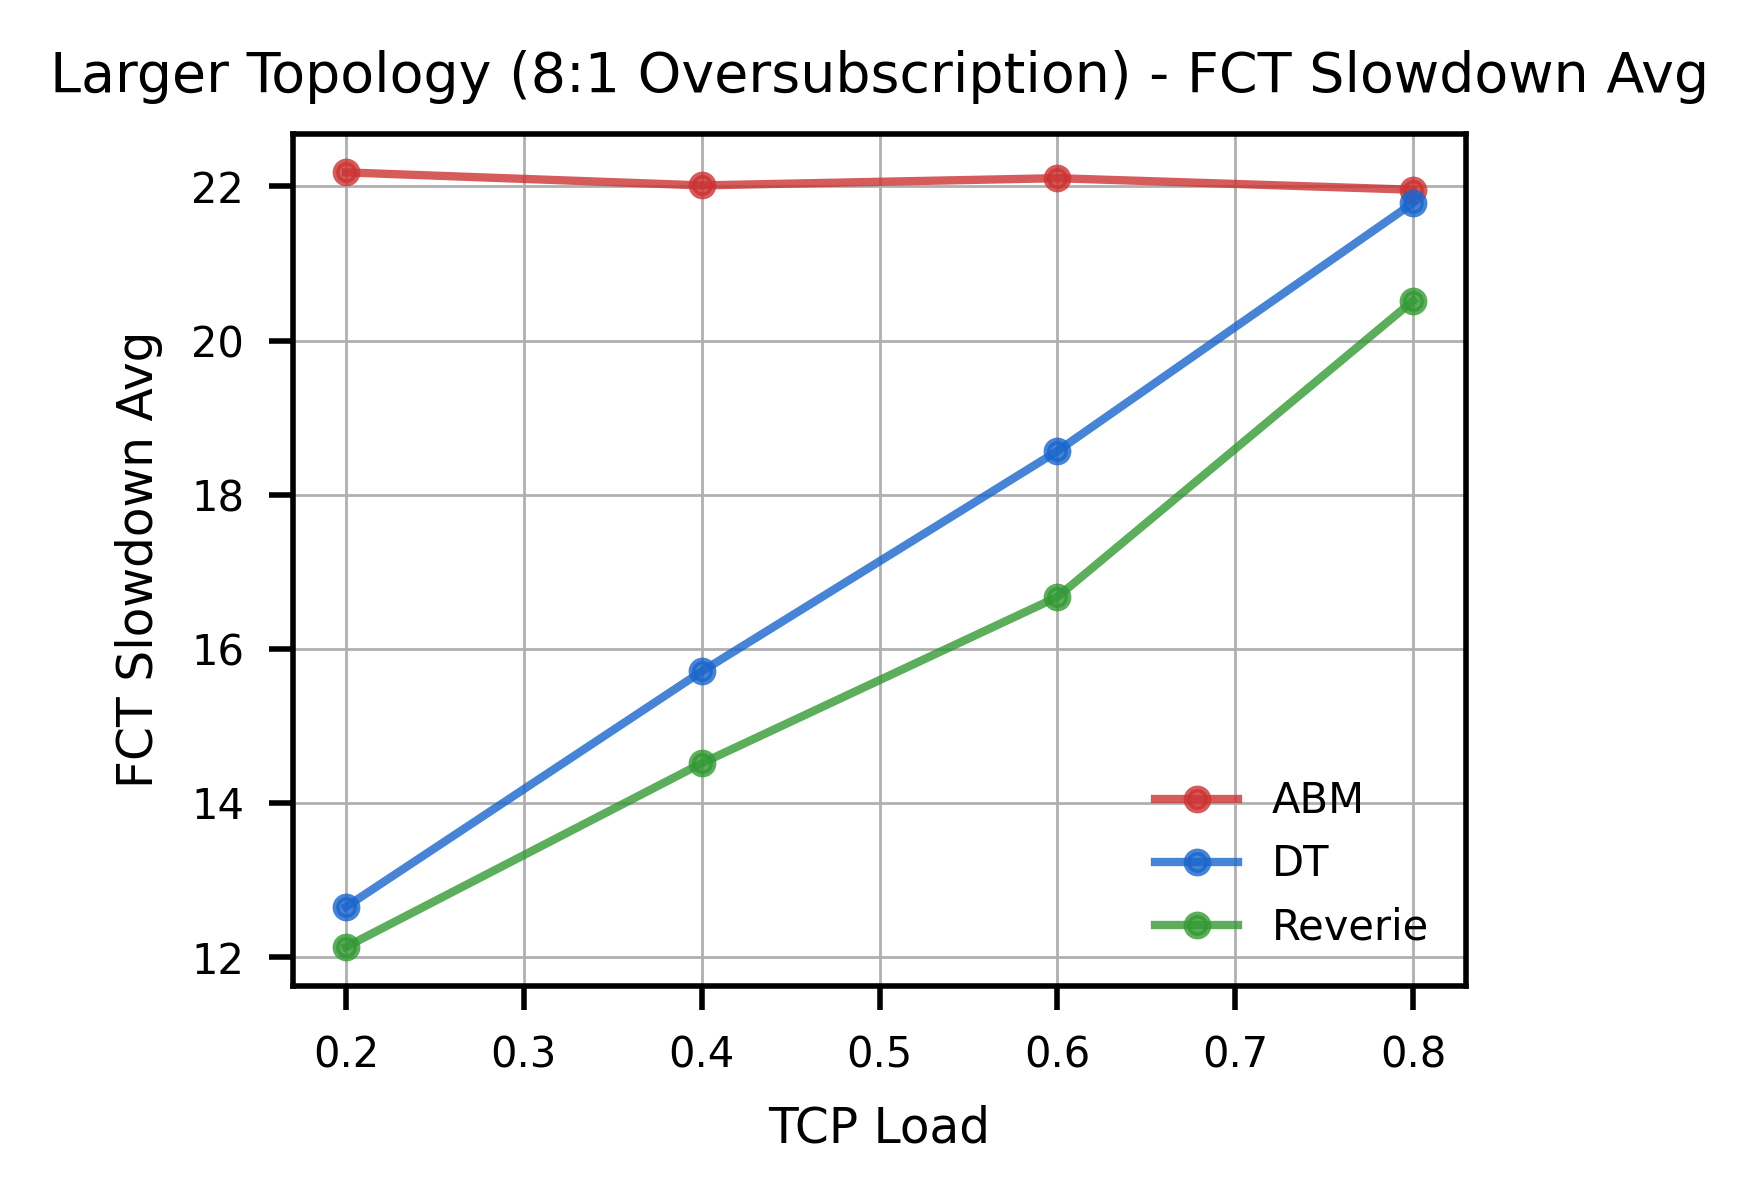 Larger Topology (8:1 Oversubscription) - FCT Slowdown Avg
FCT Slowdown Avg
22
20
18
16
14
12
ABM
DT
Reverie
0.2 0.3 0.4 0.5 0.6 0.7 0.8
TCP Load